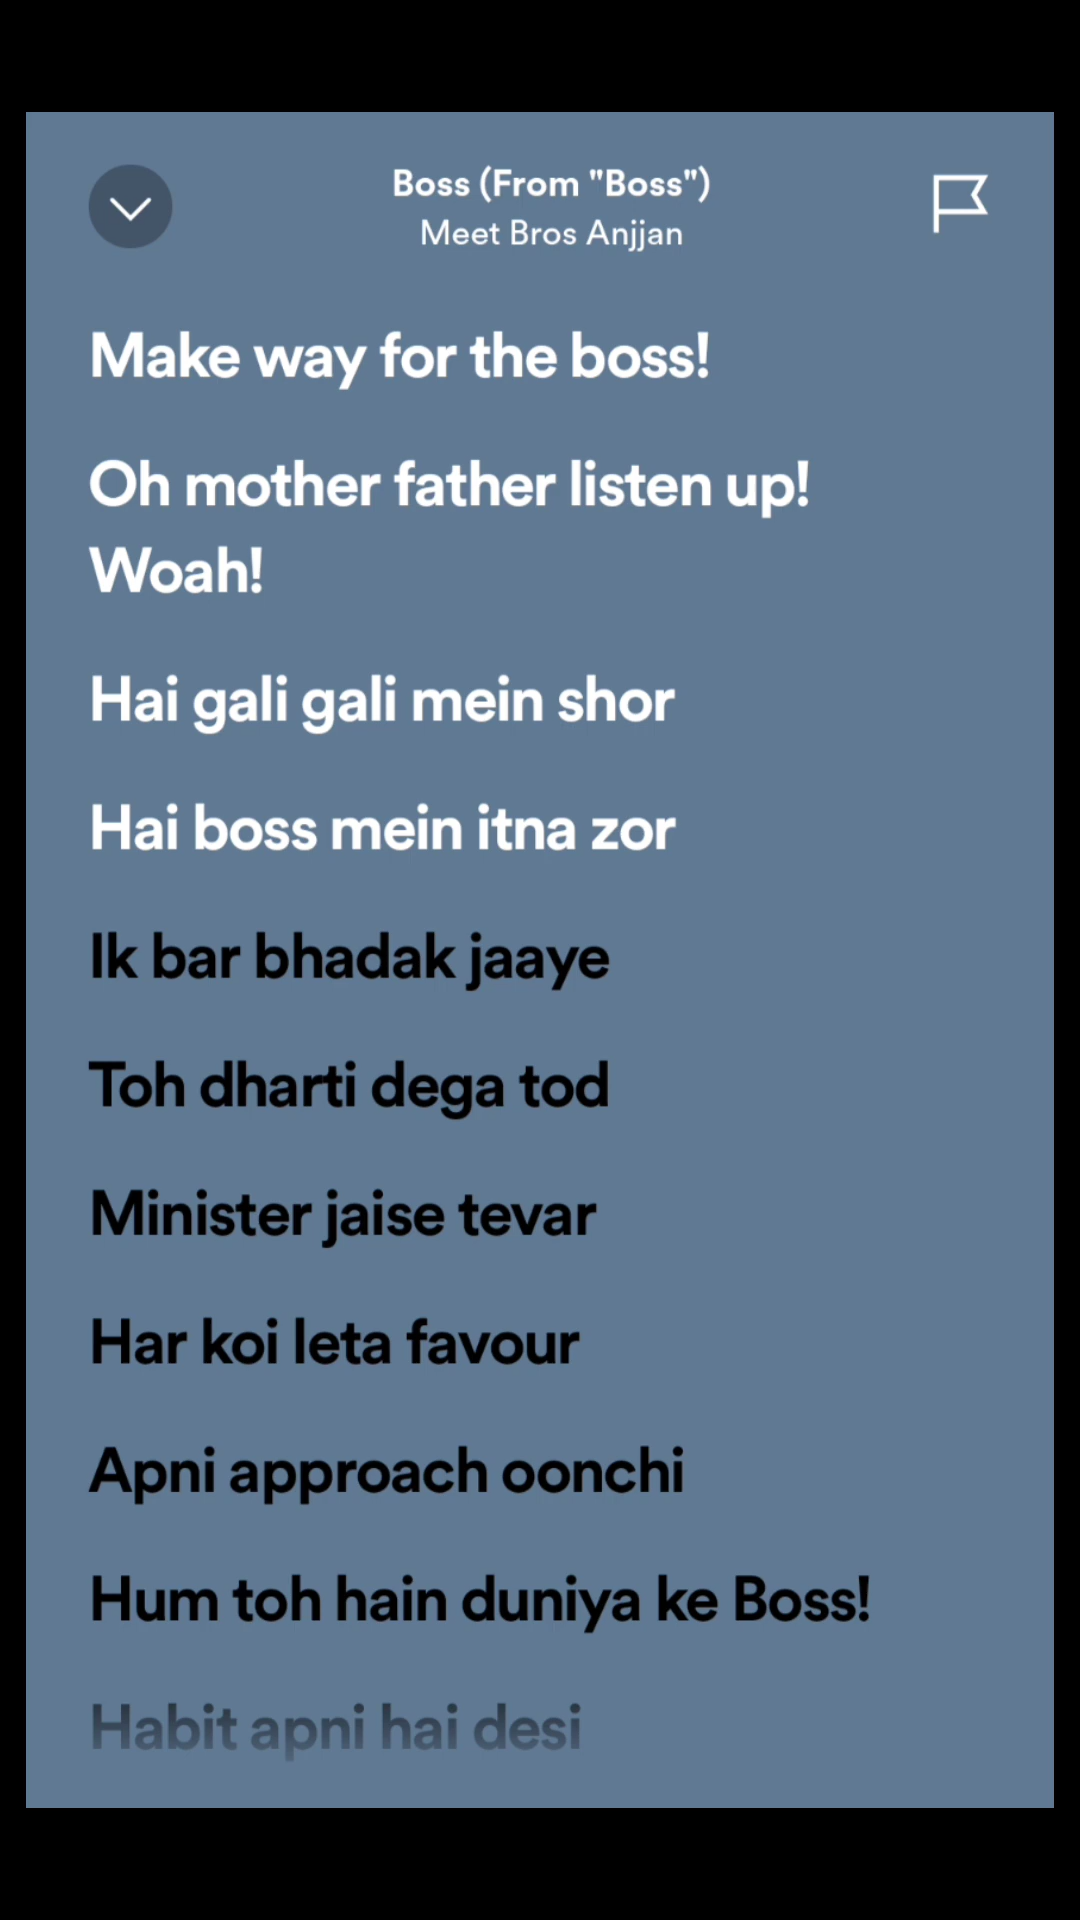 Boss (From "Boss")
Meet Bros Anjjan
Make way for the boss!
Oh mother father listen up!
Woah!
Hai gali gali mein shor
Hai boss mein itna zor
Ik bar bhadak jaaye
Toh dharti dega tod
Minister jaise tevar
Har koi leta favour
Apni approach oonchi
Hum toh hain duniya ke Boss!
Habit apni hai desi